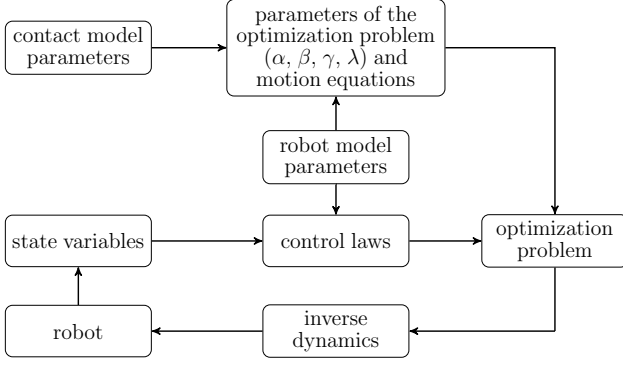 contact model
parameters
parameters of the
optimization problem
(α, β, γ, λ) and
motion equations
robot model
parameters
state variables
control laws
optimization
problem
robot
inverse
dynamics